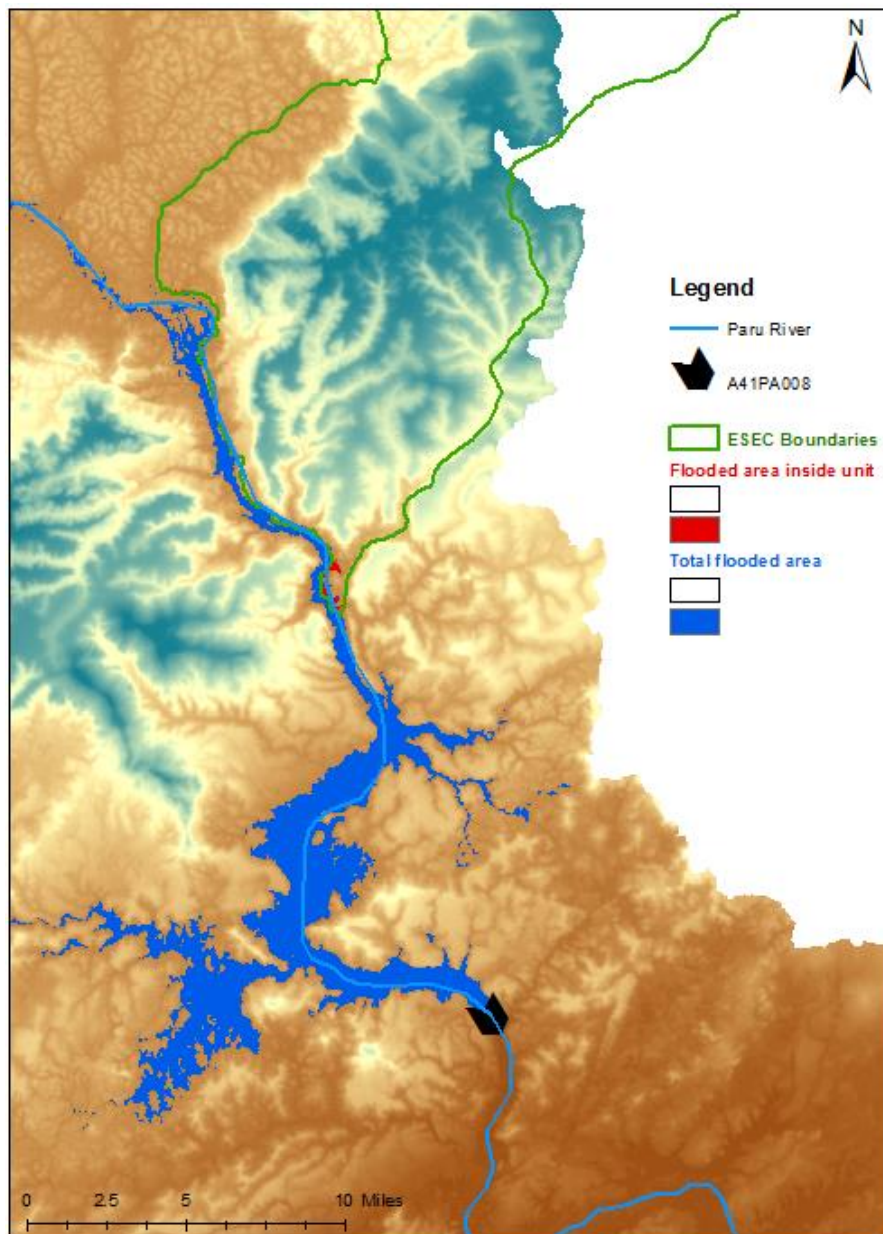 N
Legend
Paru River
A41PA008
ESEC Boundaries
Flooded area inside unit
Total flooded area
0 2.5 5 10 Miles